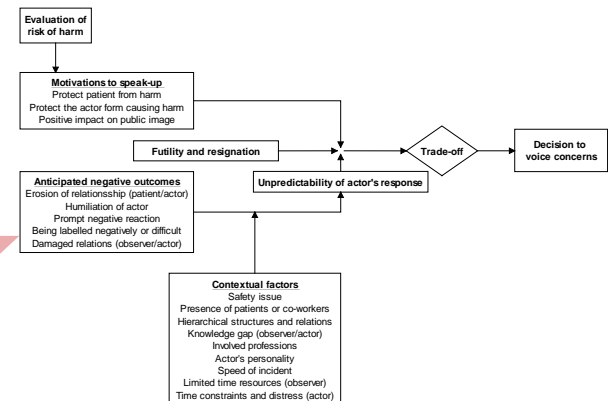 Evaluation of
risk of harm
Motivations to speak-up
Protect patient from harm
Protect the actor form causing harm
Positive impact on public image
Futility and resignation
Trade-off
Decision to
voice concerns
Unpredictability of actor's response
Anticipated negative outcomes
Erosion of relationsship (patient/actor)
Humiliation of actor
Prompt negative reaction
Being labelled negatively or difficult
Damaged relations (observer/actor)
Contextual factors
Safety issue
Presence of patients or co-workers
Hierarchical structures and relations
Knowledge gap (observer/actor)
Involved professions
Actor's personality
Speed of incident
Limited time resources (observer)
Time constraints and distress (actor)